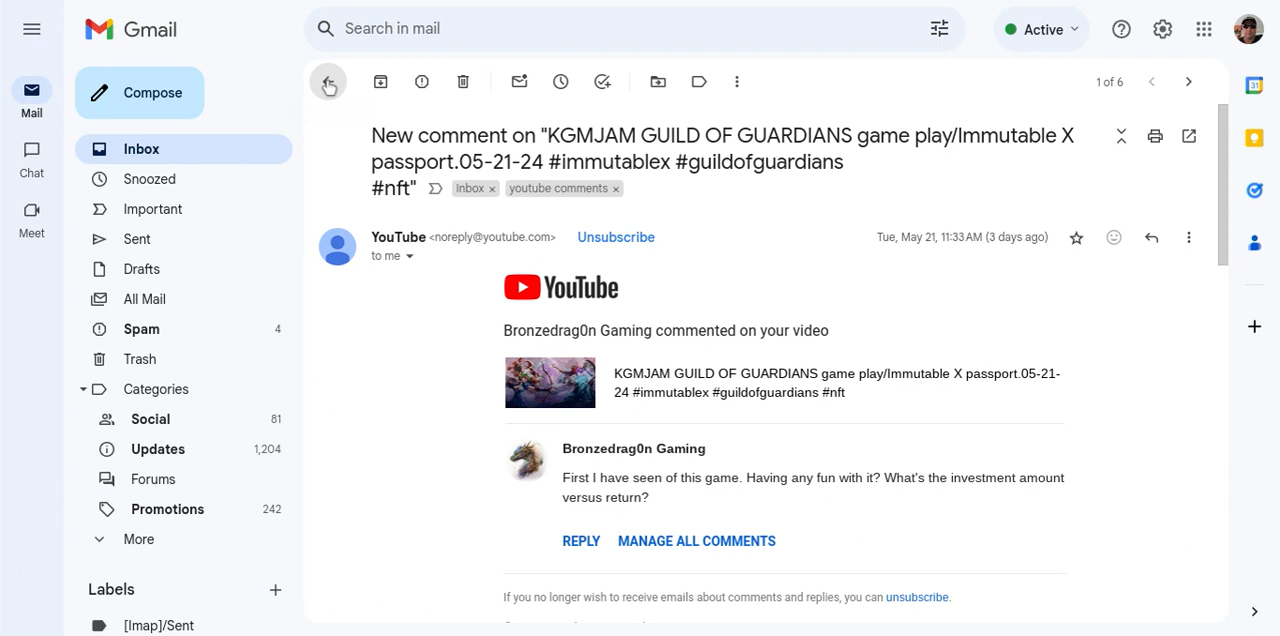 Gmail
Search in mail
Active
Mail
Chat
Meet
Compose
Inbox
Snoozed
Important
Sent
Drafts
All Mail
Spam 4
Trash
Categories
Social 81
Updates 1,204
Forums
Promotions 242
More
Labels
[Imap]/Sent
1 of 6
New comment on "KGMJAM GUILD OF GUARDIANS game play/Immutable X
passport.05-21-24 #immutablex #guildofguardians
#nft" Inbox × youtube comments ×
YouTube <noreply@youtube.com> Unsubscribe Tue, May 21, 11:33 AM (3 days ago)
to me
YouTube
Bronzedrag0n Gaming commented on your video
KGMJAM GUILD OF GUARDIANS game play/Immutable X passport.05-21-
24 #immutablex #guildofguardians #nft
Bronzedrag0n Gaming
First I have seen of this game. Having any fun with it? What's the investment amount
versus return?
REPLY MANAGE ALL COMMENTS
If you no longer wish to receive emails about comments and replies, you can unsubscribe.
31